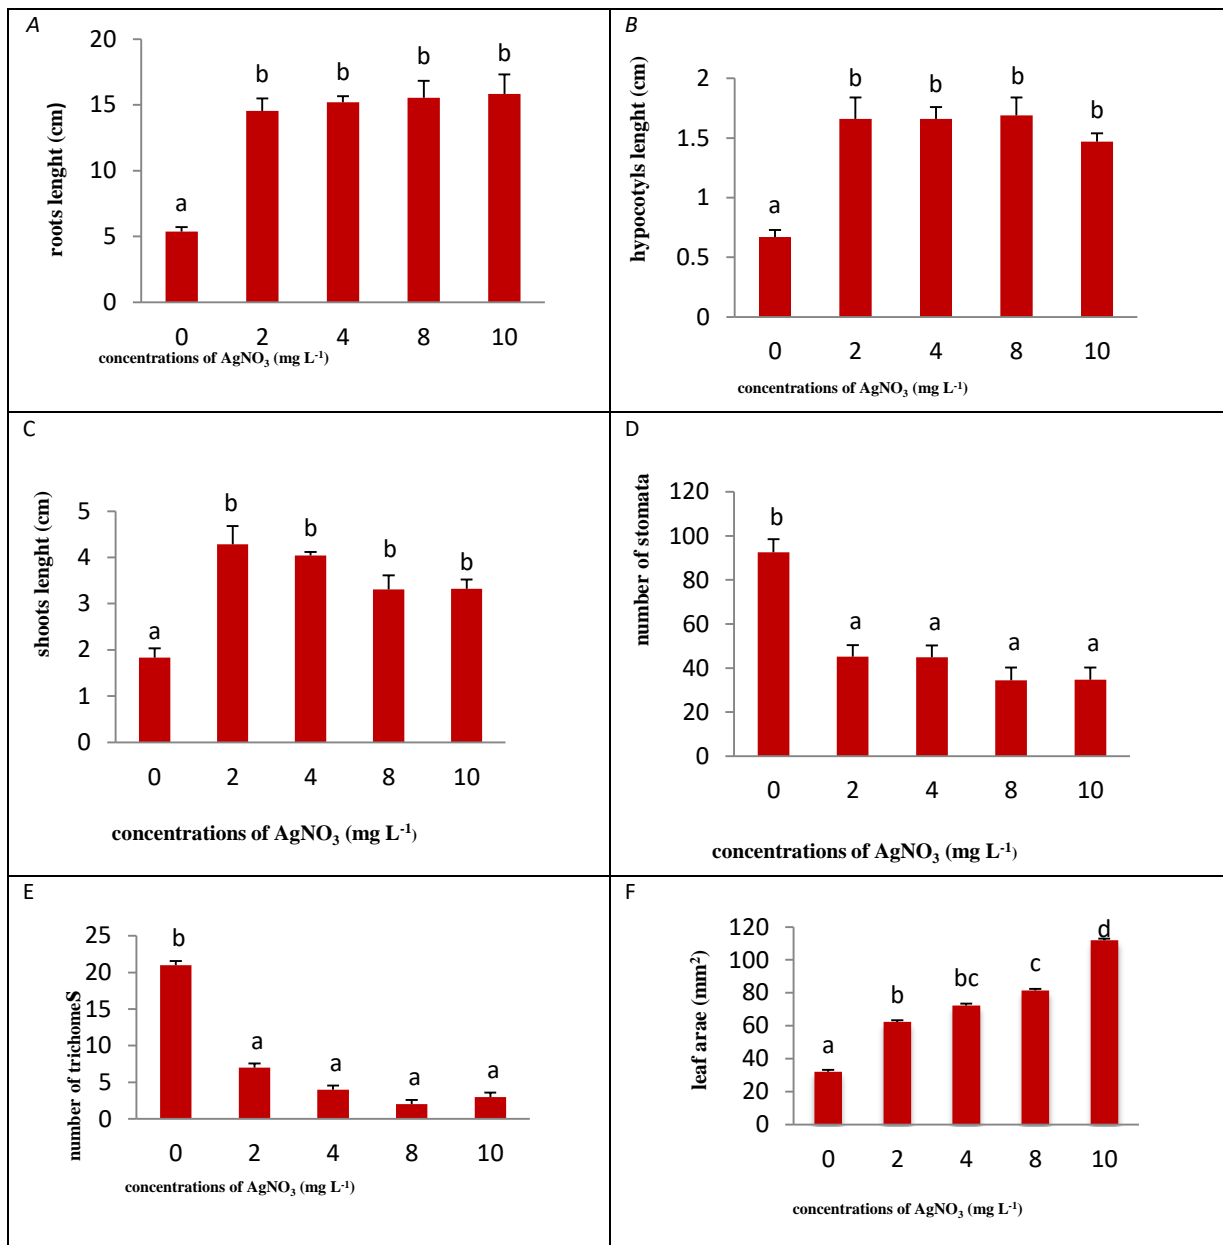 A
20
15
10
5
0
b
b
b
b
a
0 2 4 8 10
roots lenght (cm)
concentrations of AgNO₃ (mg L⁻¹)
B
2
1.5
1
0.5
0
b
b
b
b
a
0 2 4 8 10
hypocotyls lenght (cm)
concentrations of AgNO₃ (mg L⁻¹)
C
5
4
3
2
1
0
b
b
b
b
a
0 2 4 8 10
shoots lenght (cm)
concentrations of AgNO₃ (mg L⁻¹)
D
120
100
80
60
40
20
0
b
a
a
a
a
0 2 4 8 10
number of stomata
concentrations of AgNO₃ (mg L⁻¹)
E
25
20
15
10
5
0
b
a
a
a
a
0 2 4 8 10
number of trichomeS
concentrations of AgNO₃ (mg L⁻¹)
F
120
100
80
60
40
20
0
a
b
bc
c
d
0 2 4 8 10
leaf arae (mm²)
concentrations of AgNO₃ (mg L⁻¹)